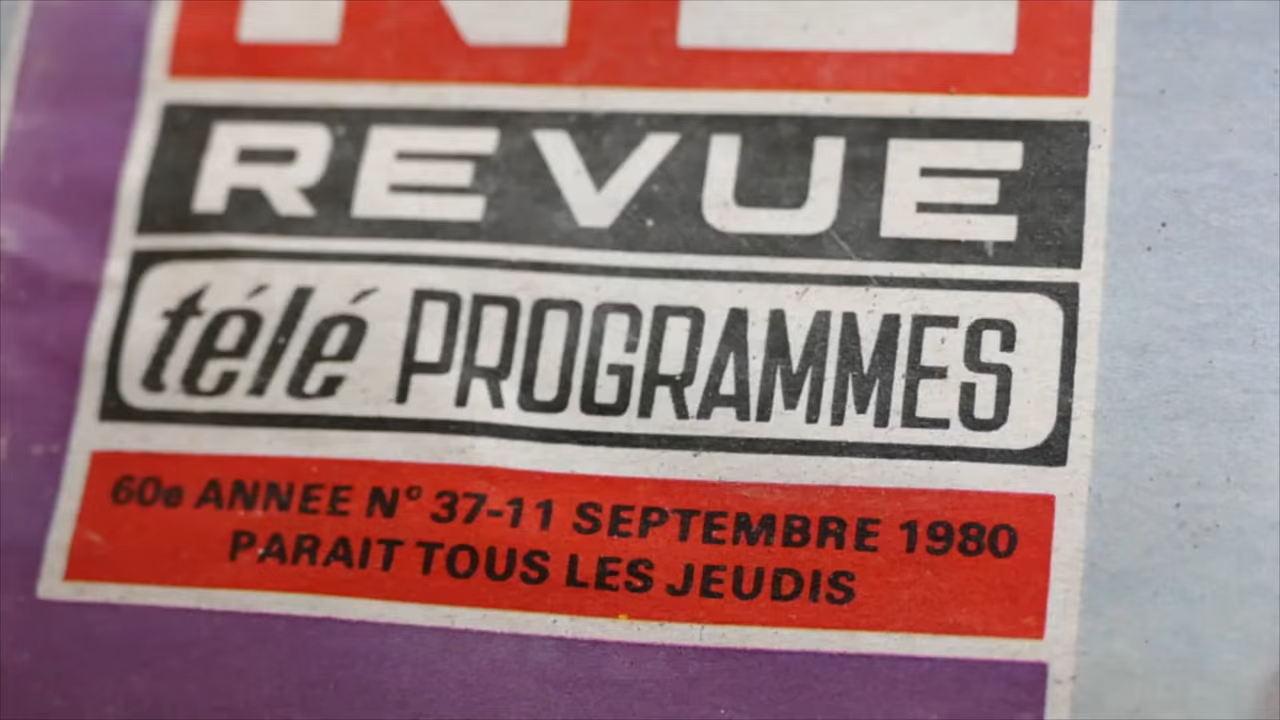 REVUE
télé PROGRAMMES
60e ANNEE N° 37-11 SEPTEMBRE 1980
PARAIT TOUS LES JEUDIS